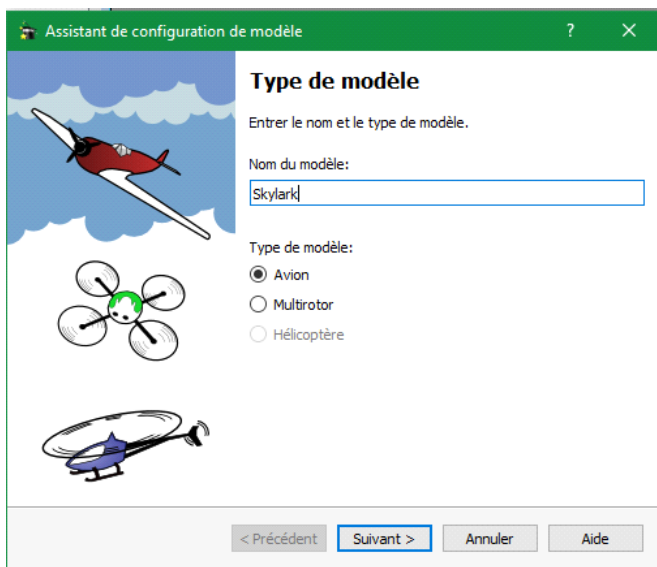 Assistant de configuration de modèle ?
Type de modèle
Entrer le nom et le type de modèle.
Nom du modèle:
Skylark
Type de modèle:
Avion
Multirotor
Hélicoptère
< Précédent Suivant > Annuler Aide